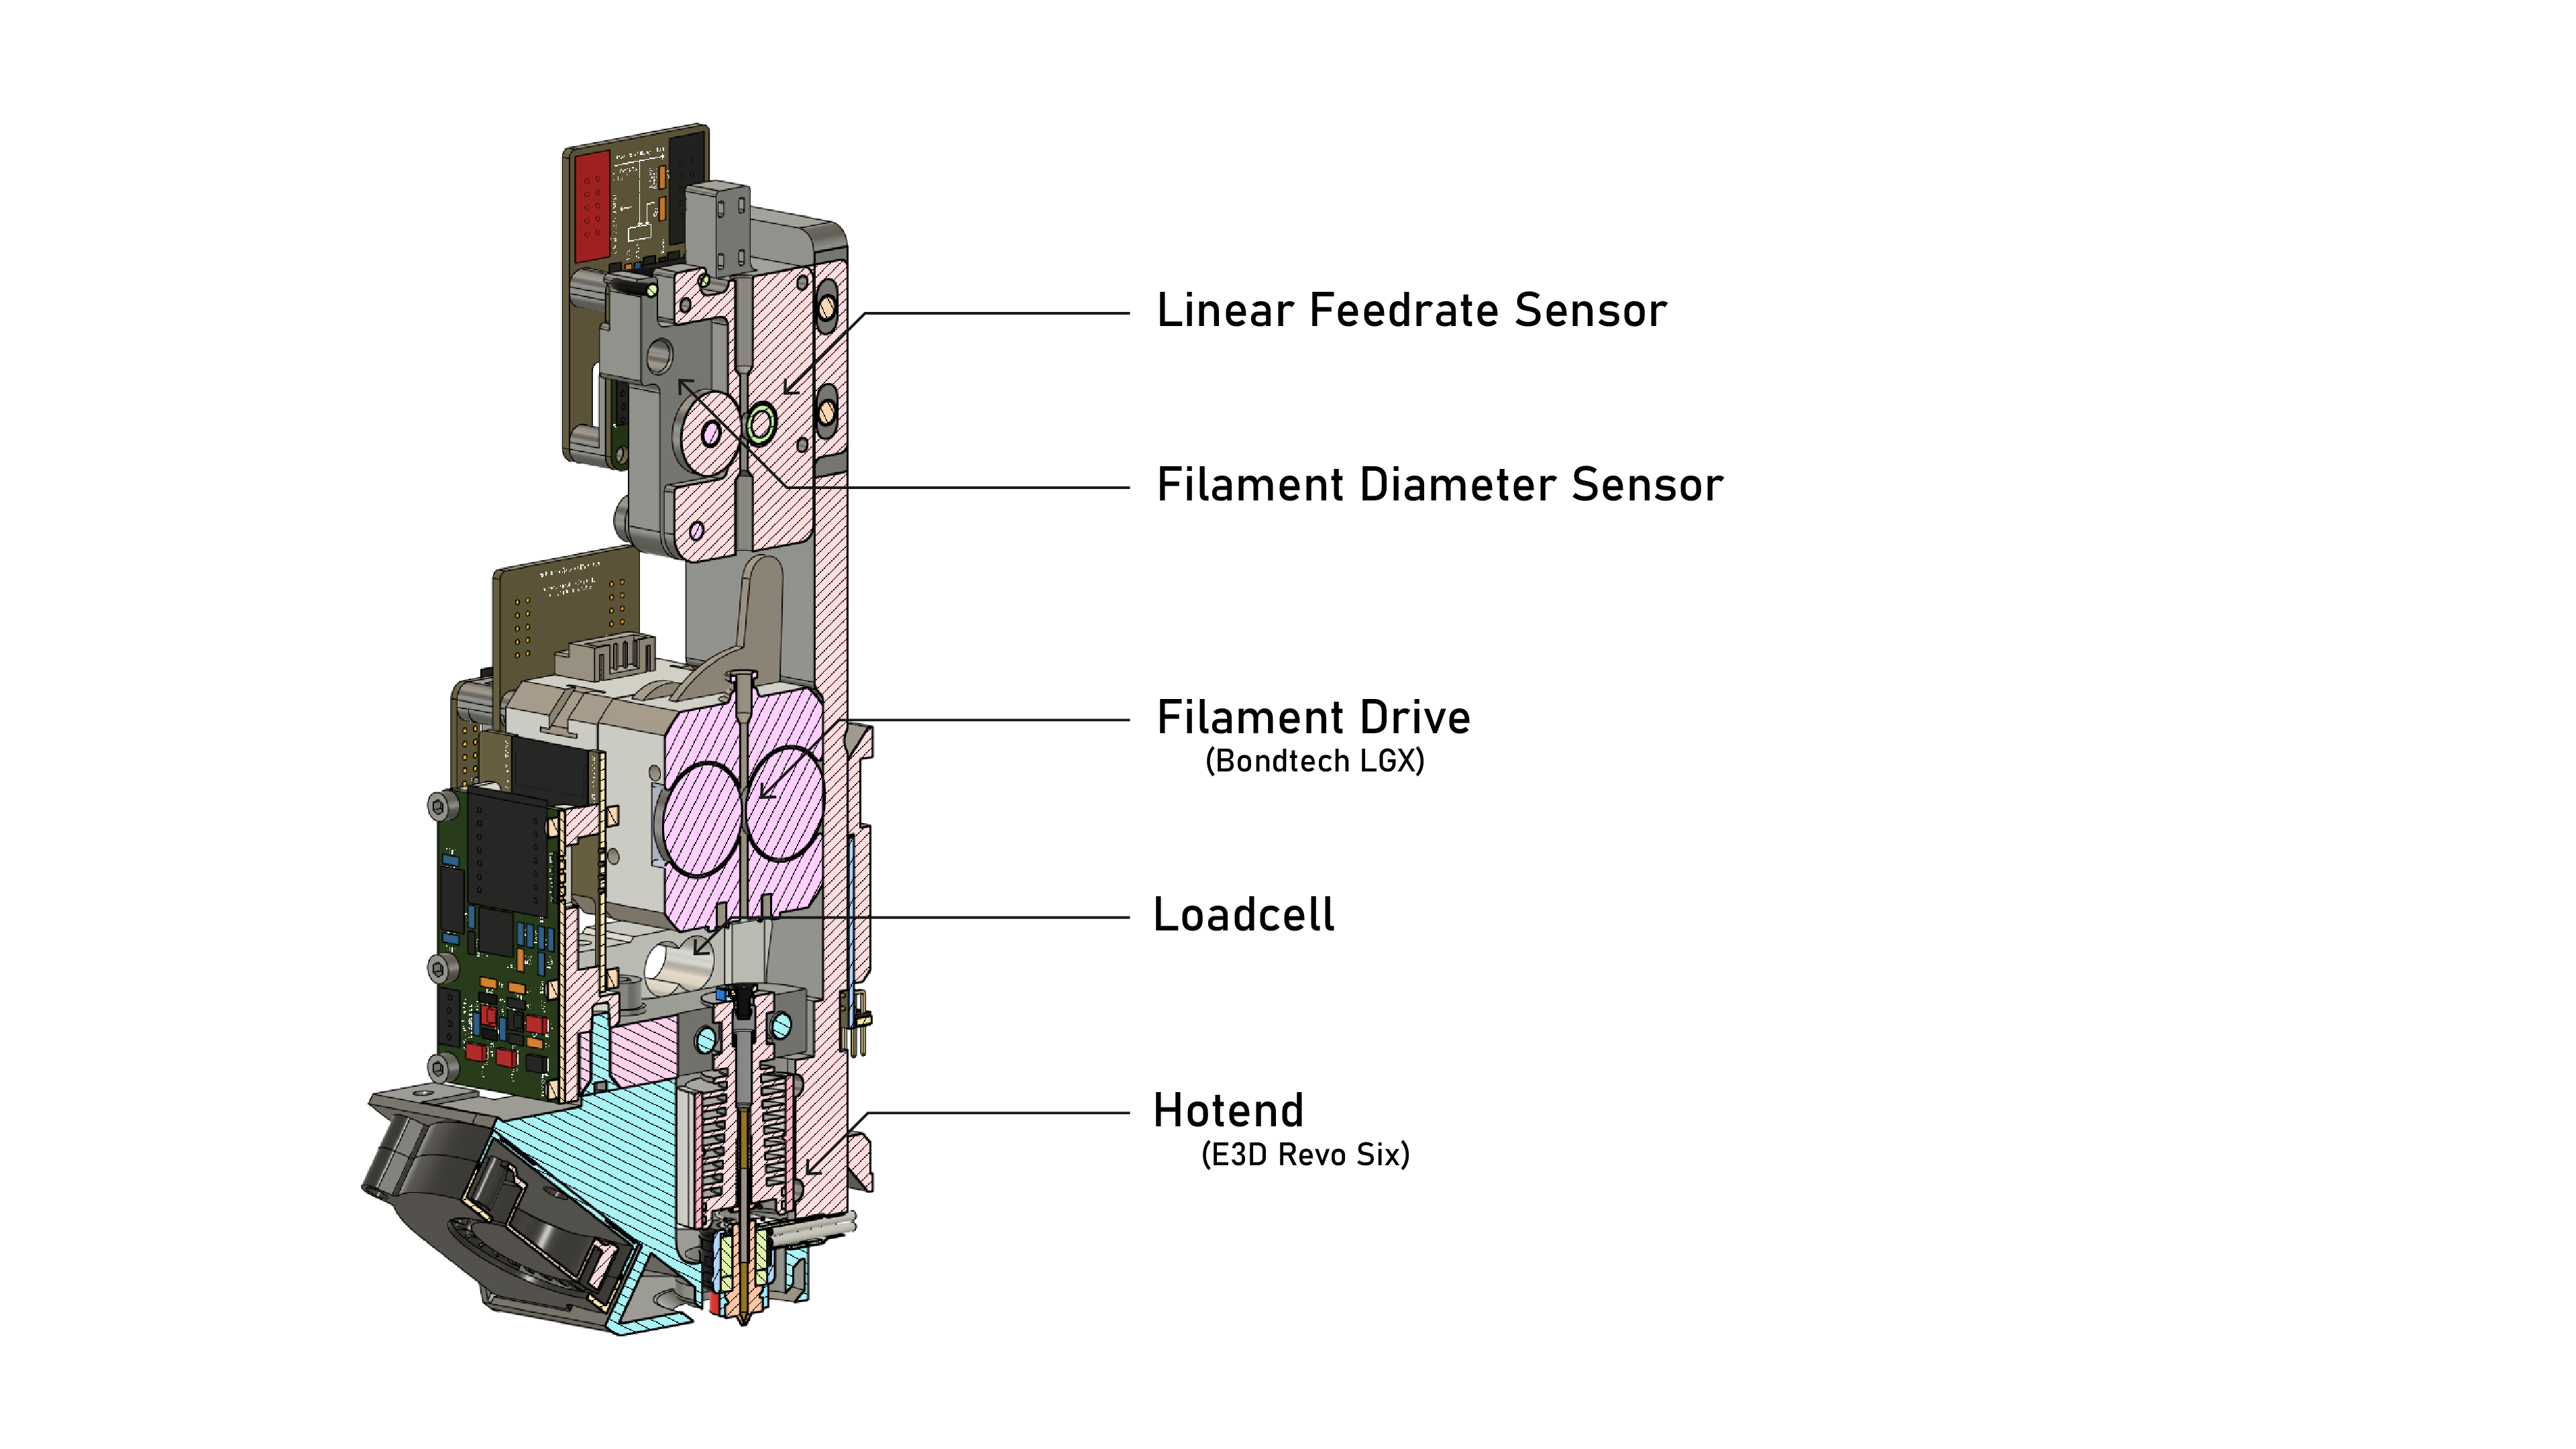 Linear Feedrate Sensor
Filament Diameter Sensor
Filament Drive
(Bondtech LGX)
Loadcell
Hotend
(E3D Revo Six)